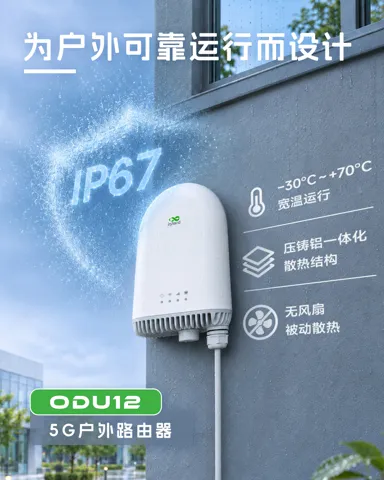 为户外可靠运行而设计
IP67
-30°C~+70°C
宽温运行
压铸铝一体化
散热结构
无风扇
被动散热
ODU12
5G户外路由器